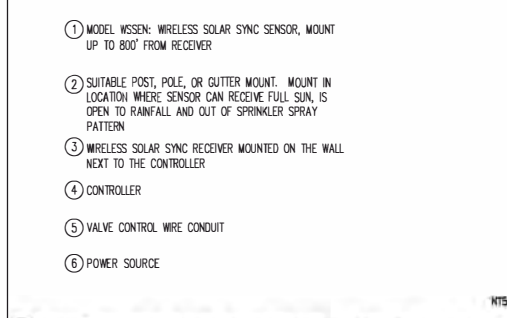 1 MODEL WSSEN: WIRELESS SOLAR SYNC SENSOR, MOUNT
UP TO 800' FROM RECEIVER
2 SUITABLE POST, POLE, OR GUTTER MOUNT. MOUNT IN
LOCATION WHERE SENSOR CAN RECEIVE FULL SUN, IS
OPEN TO RAINFALL AND OUT OF SPRINKLER SPRAY
PATTERN
3 WIRELESS SOLAR SYNC RECEIVER MOUNTED ON THE WALL
NEXT TO THE CONTROLLER
4 CONTROLLER
5 VALVE CONTROL WIRE CONDUIT
6 POWER SOURCE
NTS